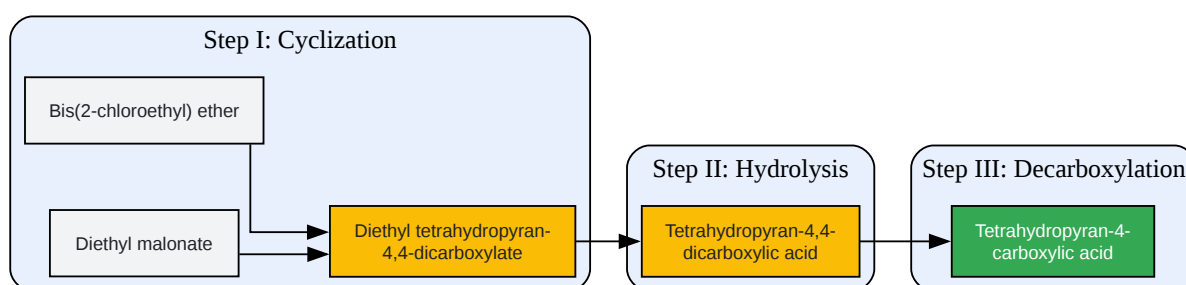 Step I: Cyclization
Bis(2-chloroethyl) ether
Diethyl malonate
Diethyl tetrahydropyran-
4,4-dicarboxylate
Step II: Hydrolysis
Tetrahydropyran-4,4-
dicarboxylic acid
Step III: Decarboxylation
Tetrahydropyran-4-
carboxylic acid